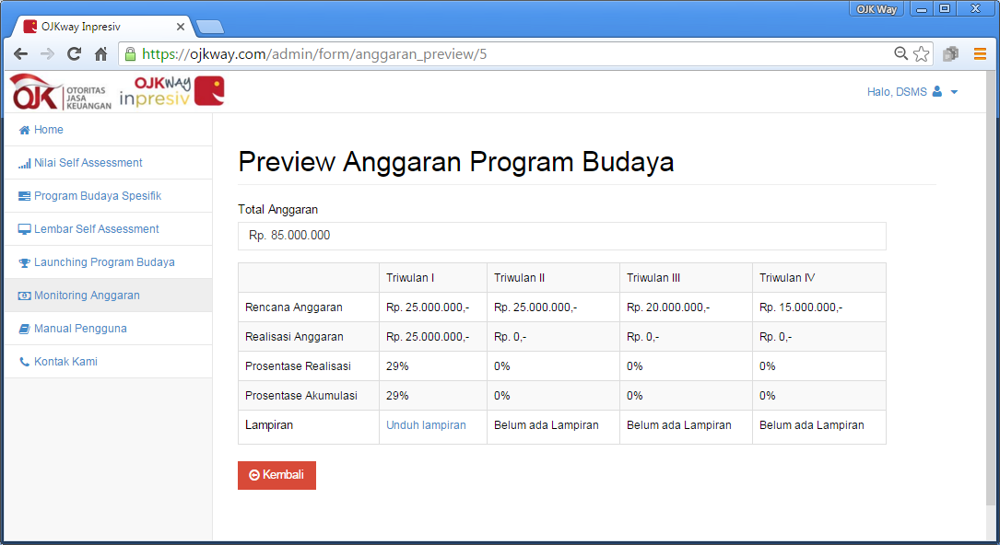 OJK Way
OJKway Inpresiv
https://ojkway.com/admin/form/anggaran_preview/5
OJK
OTORITAS
JASA
KEUANGAN
OJKWAY
inpresiv
Halo, DSMS
Home
Nilai Self Assessment
Program Budaya Spesifik
Lembar Self Assessment
Launching Program Budaya
Monitoring Anggaran
Manual Pengguna
Kontak Kami
Preview Anggaran Program Budaya
Total Anggaran
Rp. 85.000.000
Triwulan I Triwulan II Triwulan III Triwulan IV
Rencana Anggaran Rp. 25.000.000,- Rp. 25.000.000,- Rp. 20.000.000,- Rp. 15.000.000,-
Realisasi Anggaran Rp. 25.000.000,- Rp. 0,- Rp. 0,- Rp. 0,-
Prosentase Realisasi 29% 0% 0% 0%
Prosentase Akumulasi 29% 0% 0% 0%
Lampiran Unduh lampiran Belum ada Lampiran Belum ada Lampiran Belum ada Lampiran
Kembali